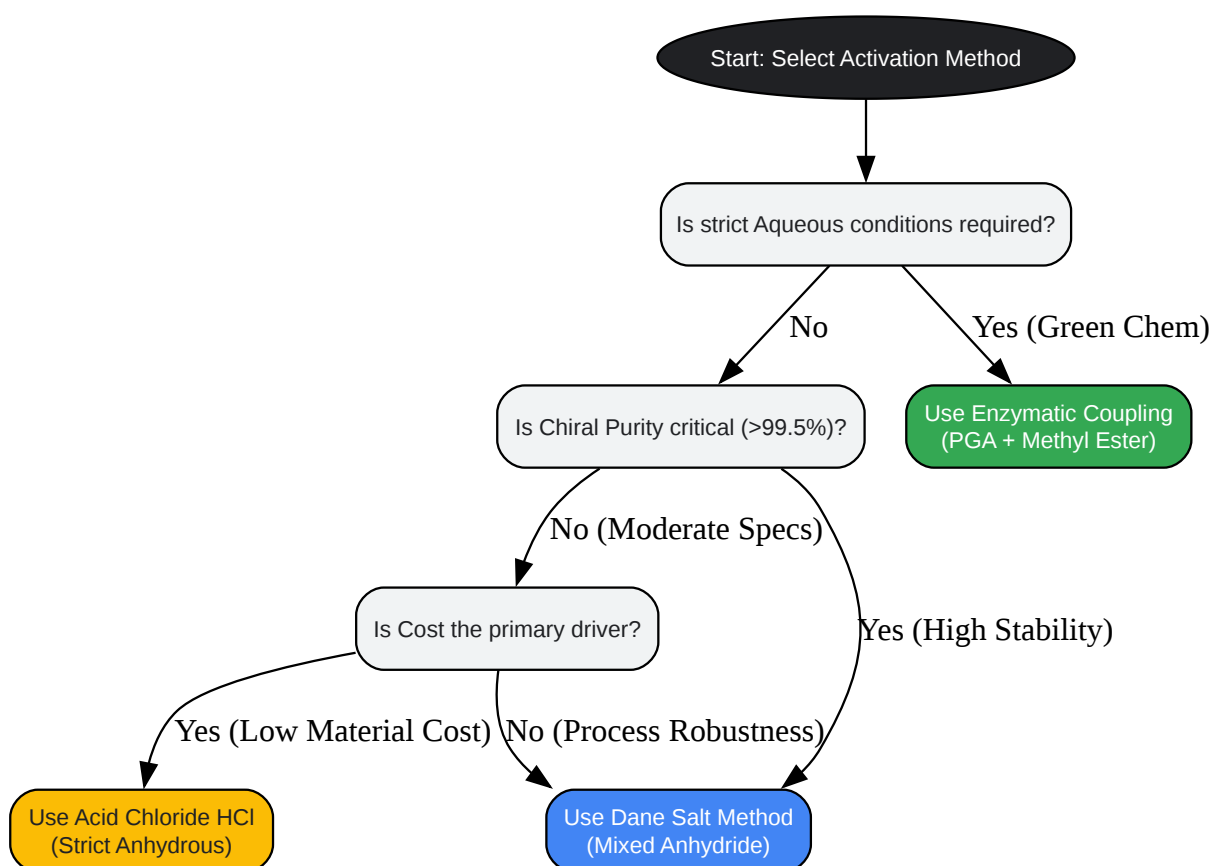 Start: Select Activation Method
Is strict Aqueous conditions required?
No
Yes (Green Chem)
Is Chiral Purity critical (>99.5%)?
Use Enzymatic Coupling
(PGA + Methyl Ester)
No (Moderate Specs)
Is Cost the primary driver?
Yes (High Stability)
Yes (Low Material Cost)
No (Process Robustness)
Use Acid Chloride HCl
(Strict Anhydrous)
Use Dane Salt Method
(Mixed Anhydride)